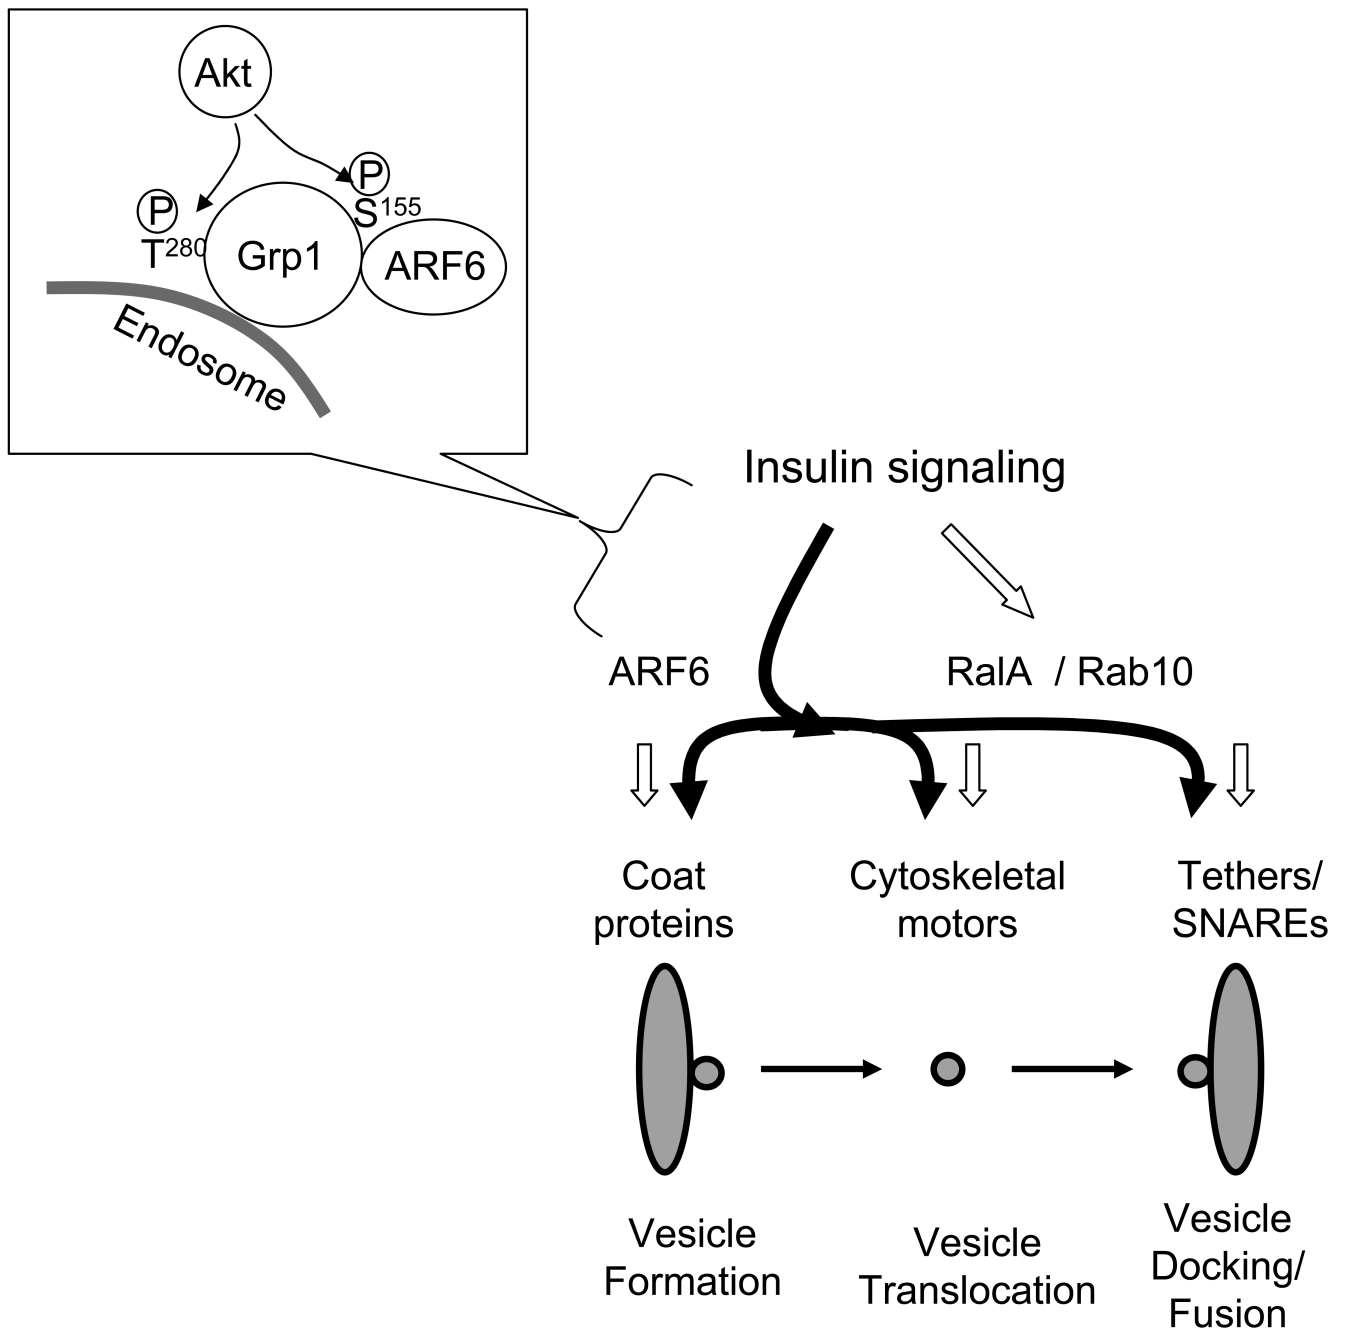 Akt
P
S155
P
T280
Grp1
ARF6
Endosome
Insulin signaling
ARF6
RalA / Rab10
Coat
proteins
Cytoskeletal
motors
Tethers/
SNAREs
Vesicle
Formation
Vesicle
Translocation
Vesicle
Docking/
Fusion